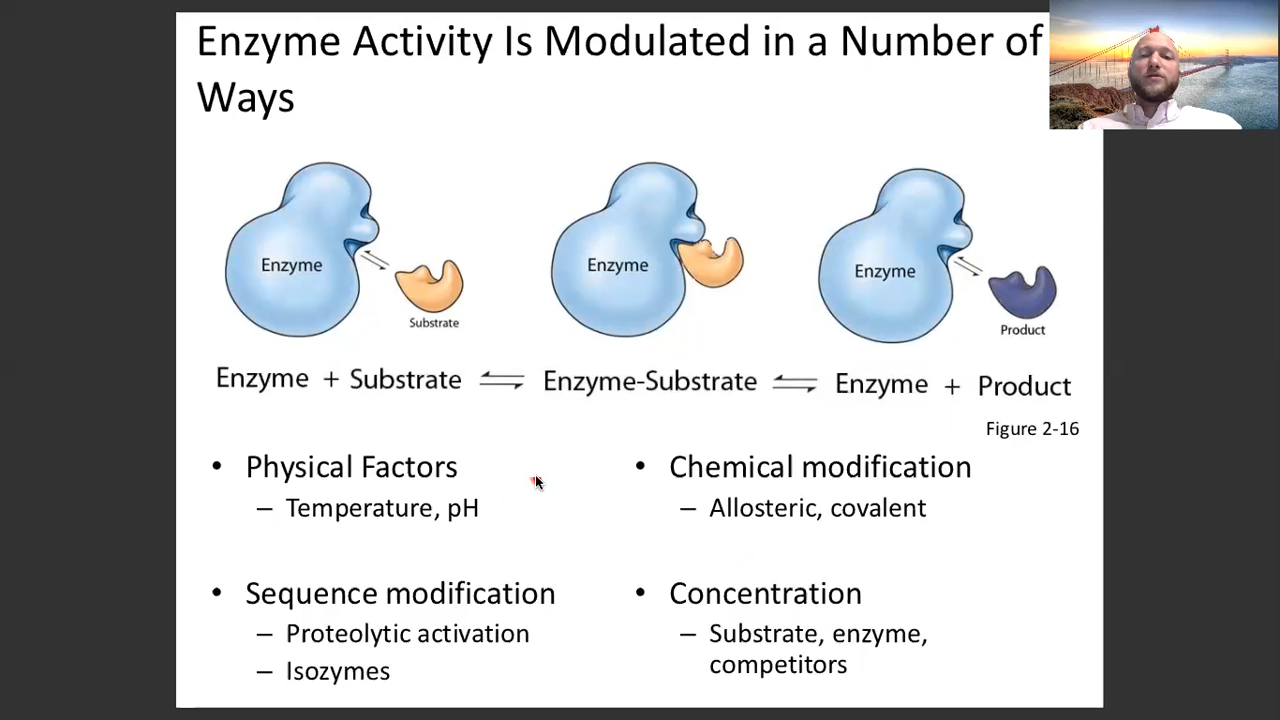 Enzyme Activity Is Modulated in a Number of
Ways
Enzyme
Substrate
Enzyme
Enzyme
Product
Enzyme + Substrate ⇌ Enzyme-Substrate ⇌ Enzyme + Product
Figure 2-16
• Physical Factors
– Temperature, pH
• Sequence modification
– Proteolytic activation
– Isozymes
• Chemical modification
– Allosteric, covalent
• Concentration
– Substrate, enzyme,
competitors